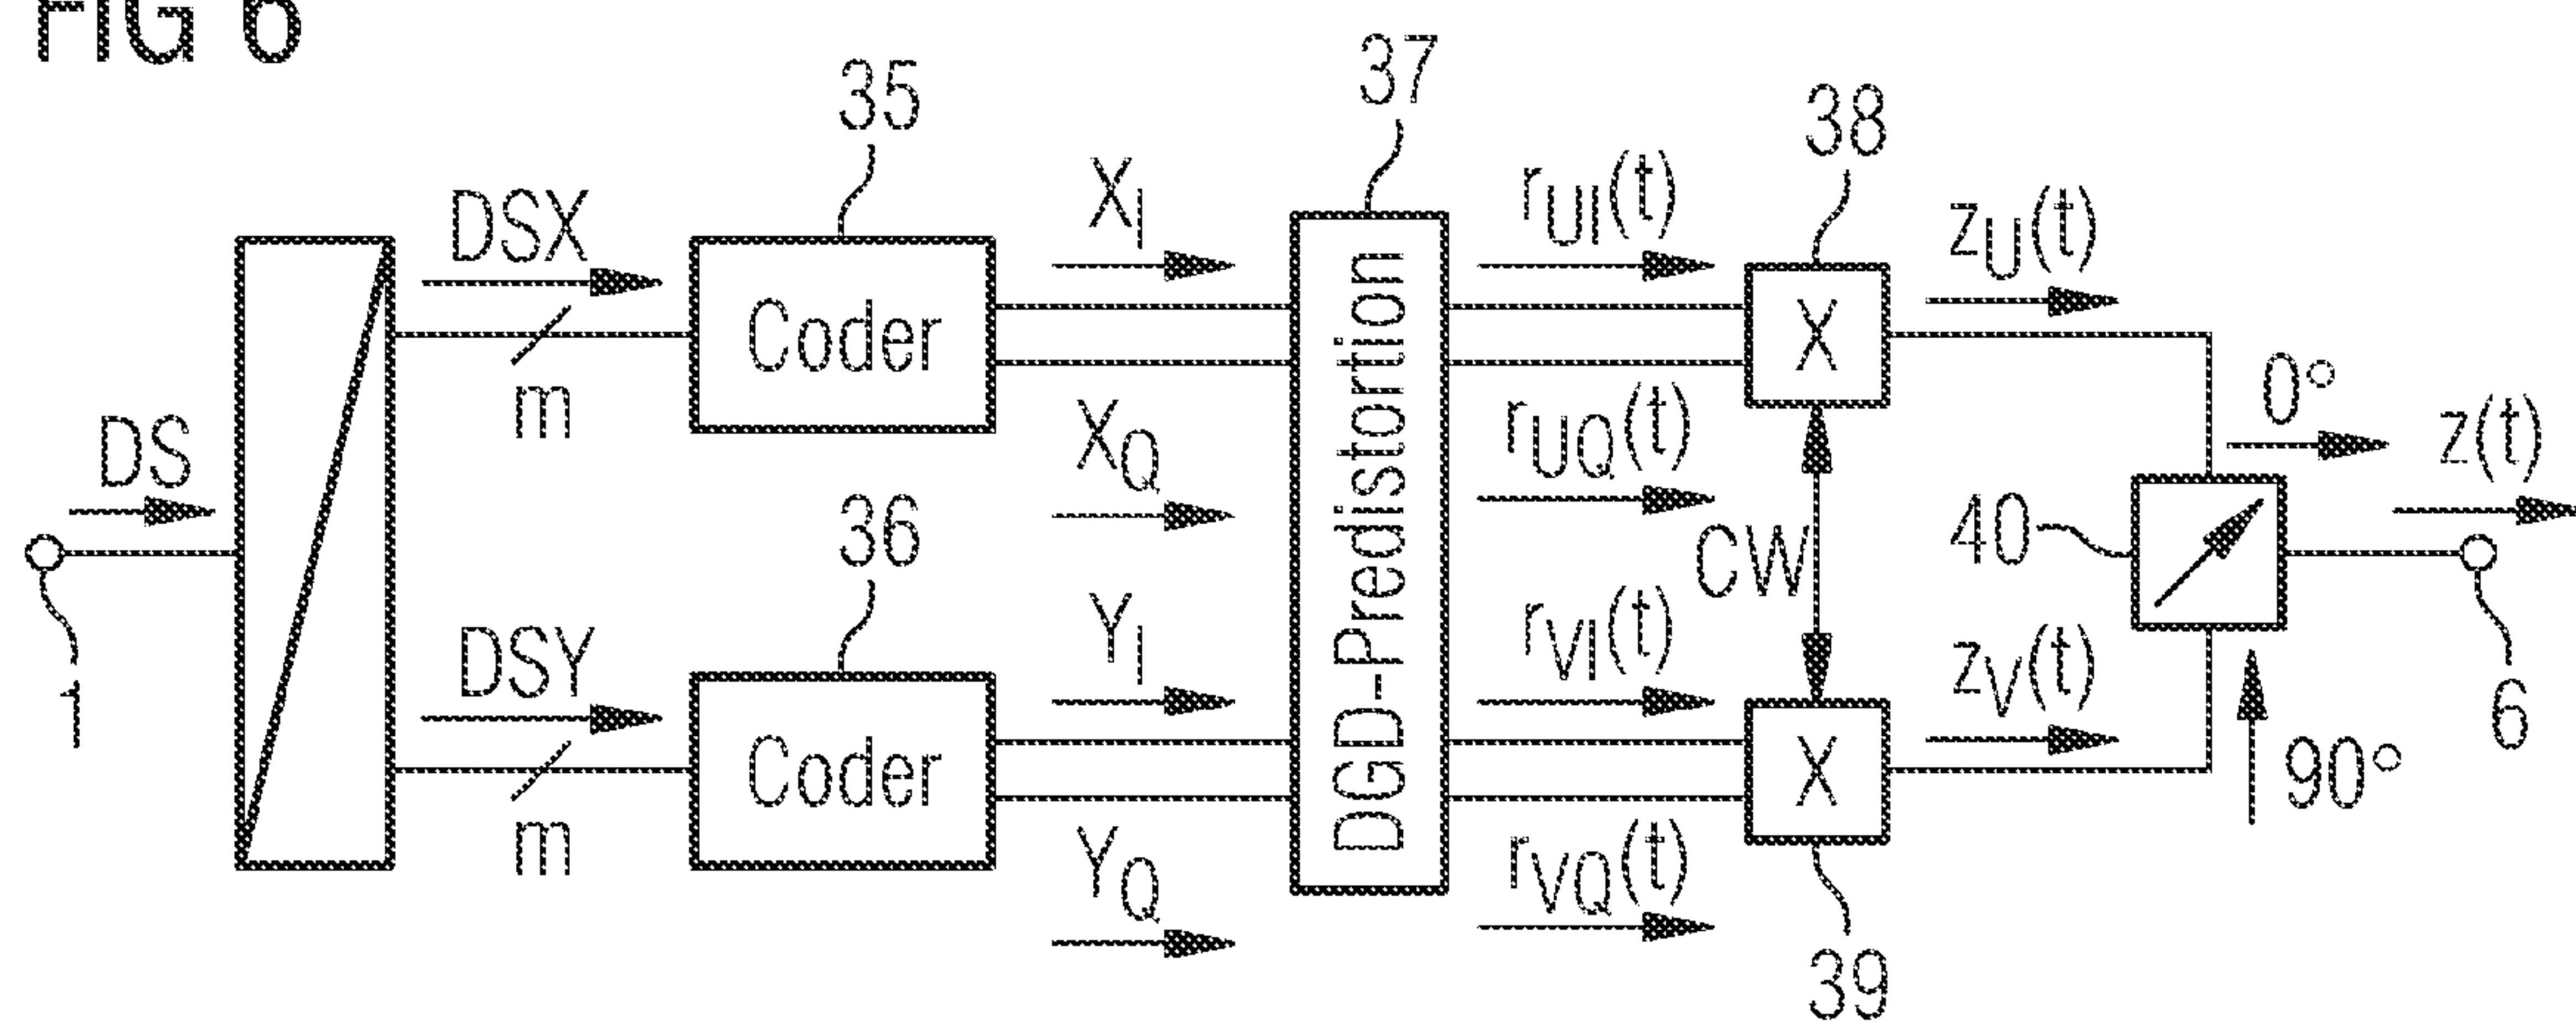 FIG 6
35
37
38
DSX
X_I
r_UI(t)
z_U(t)
Coder
X
m
0°
DS
X_Q
r_UQ(t)
z(t)
36
CW
40
DGD-Predistortion
Y_I
r_VI(t)
z_V(t)
DSY
1
6
Coder
X
90°
m
Y_Q
r_VQ(t)
39